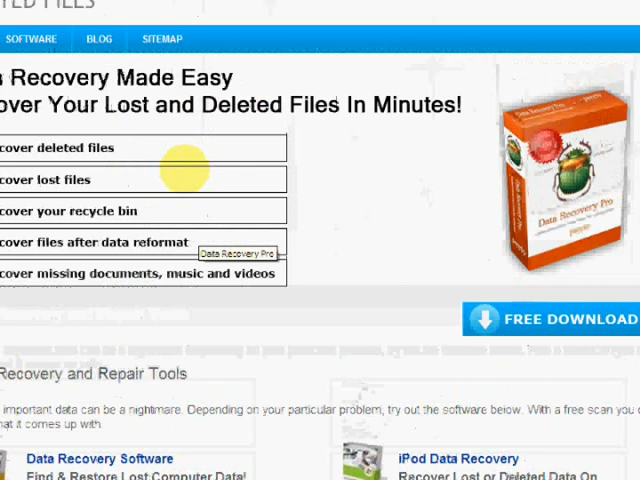 FILES
SOFTWARE BLOG SITEMAP
Recovery Made Easy
over Your Lost and Deleted Files In Minutes!
cover deleted files
cover lost files
cover your recycle bin
cover files after data reformat
Data Recovery Pro
cover missing documents, music and videos
Data Recovery Pro
FREE DOWNLOAD
Recovery and Repair Tools
important data can be a nightmare. Depending on your particular problem, try out the software below. With a free scan you
at it comes up with.
Data Recovery Software
iPod Data Recovery
Find & Restore Lost Computer Data!
Recover Lost or Deleted Data On